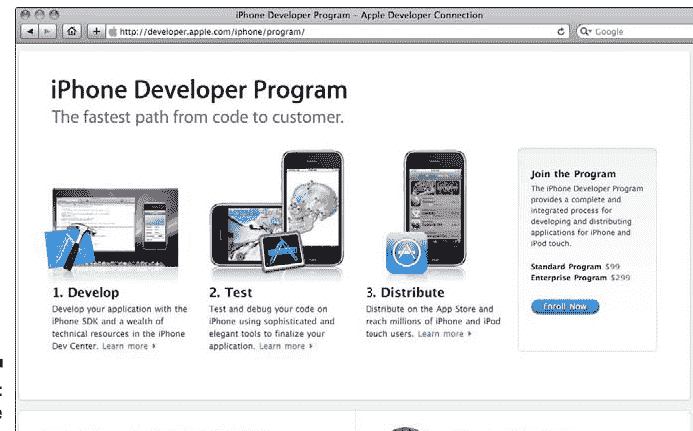 iPhone Developer Program – Apple Developer Connection
http://developer.apple.com/iphone/program/
Google
iPhone Developer Program
The fastest path from code to customer.
1. Develop
Develop your application with the
iPhone SDK and a wealth of
technical resources in the iPhone
Dev Center. Learn more
2. Test
Test and debug your code on
iPhone using sophisticated and
elegant tools to finalize your
application. Learn more
3. Distribute
Distribute on the App Store and
reach millions of iPhone and iPod
touch users. Learn more
Join the Program
The iPhone Developer Program
provides a complete and
integrated process for
developing and distributing
applications for iPhone and
iPod touch.
Standard Program $99
Enterprise Program $299
Enroll Now